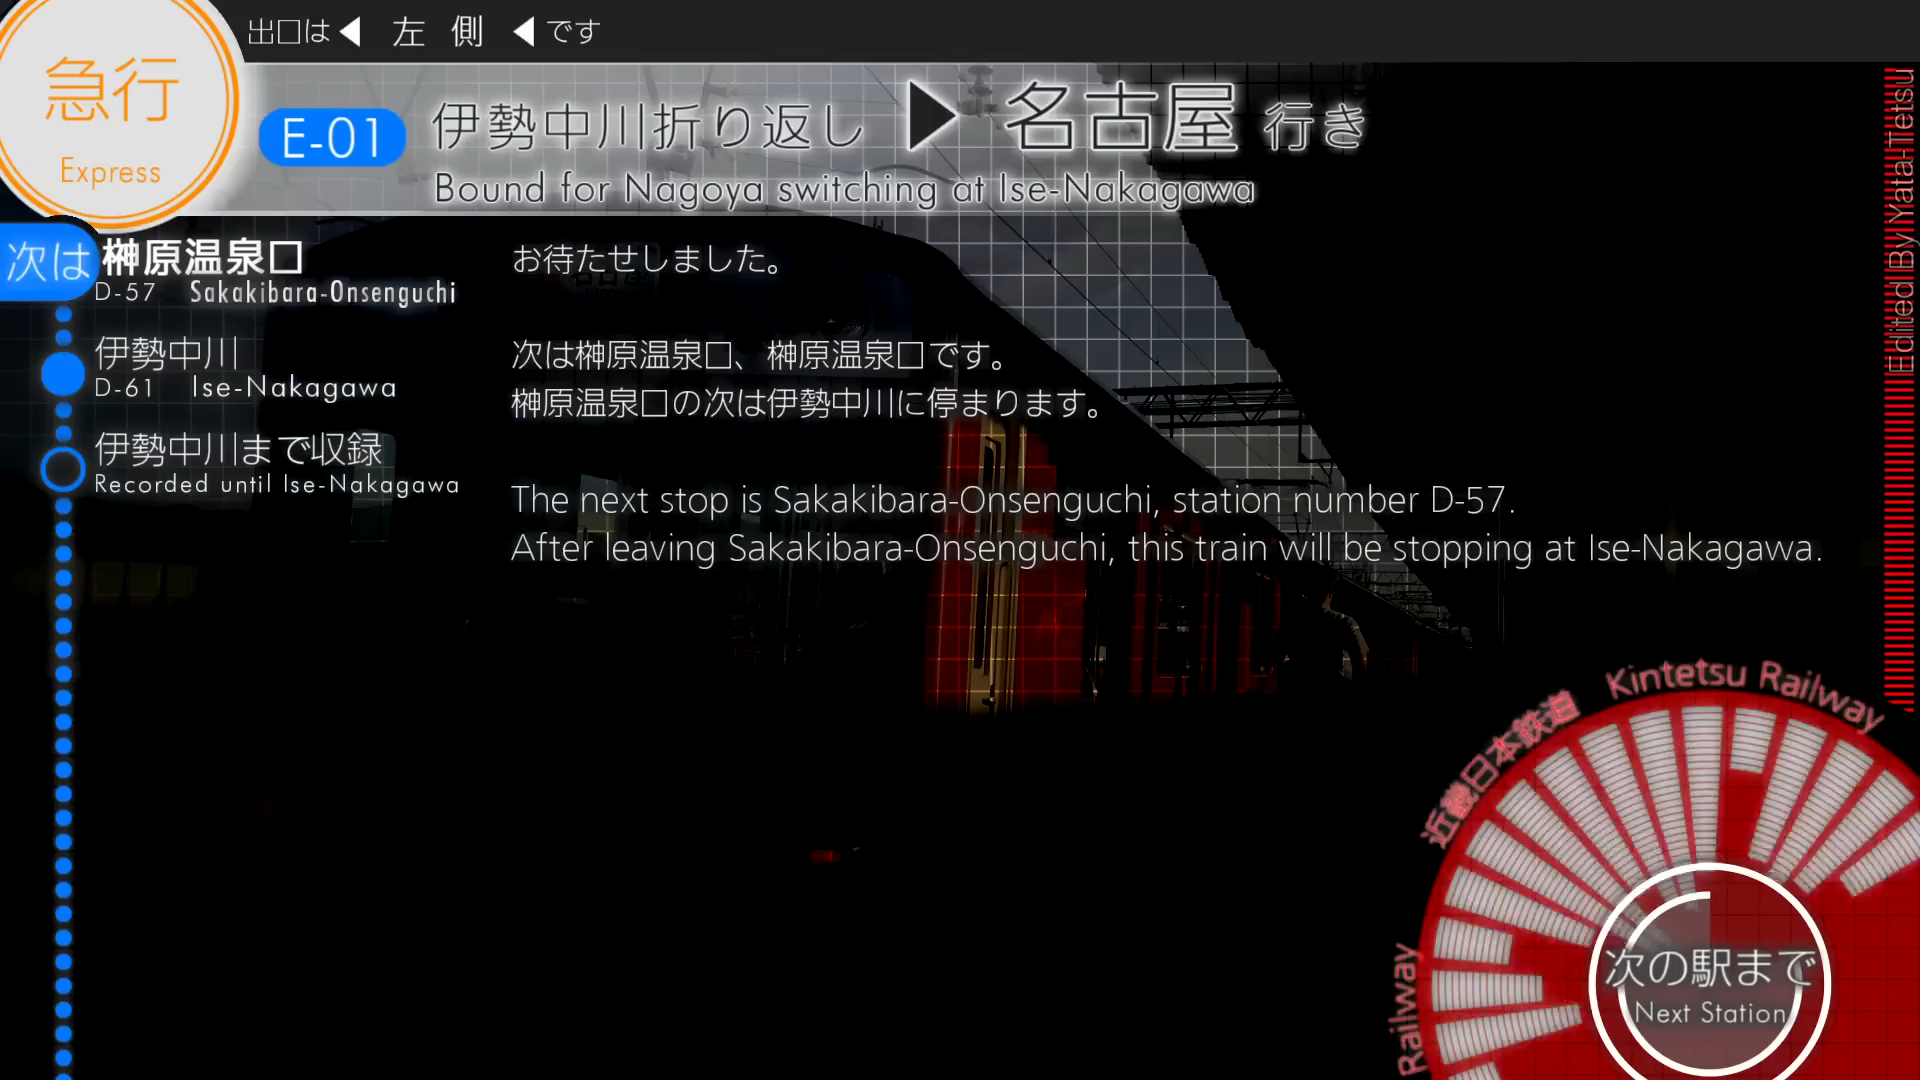 出口は◀ 左 側 ◀です
急行
Express
E-01
伊勢中川折り返し ▶ 名古屋 行き
Bound for Nagoya switching at Ise-Nakagawa
次は
榊原温泉口
D-57 Sakakibara-Onsenguchi
伊勢中川
D-61 Ise-Nakagawa
伊勢中川まで収録
Recorded until Ise-Nakagawa
お待たせしました。
次は榊原温泉口、榊原温泉口です。
榊原温泉口の次は伊勢中川に停まります。
The next stop is Sakakibara-Onsenguchi, station number D-57.
After leaving Sakakibara-Onsenguchi, this train will be stopping at Ise-Nakagawa.
Edited By Yata-Tetsu
近畿日本鉄道 Kintetsu Railway
Railway
次の駅まで
Next Station